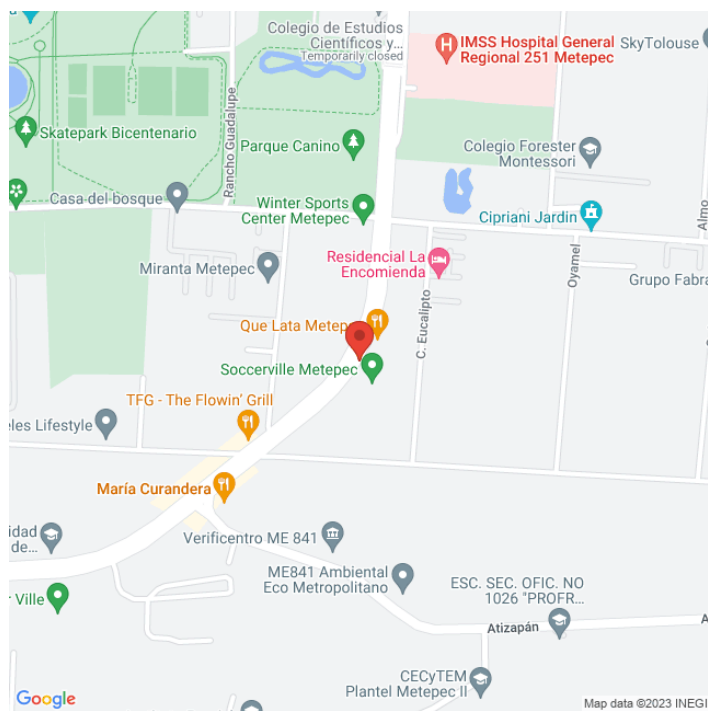 Colegio de Estudios
Científicos y...
Temporarily closed
IMSS Hospital General
Regional 251 Metepec
SkyTolouse
Skatepark Bicentenario
Rancho Guadalupe
Parque Canino
Colegio Forester
Montessori
Casa del bosque
Winter Sports
Center Metepec
Cipriani Jardin
Almo
Miranta Metepec
Residencial La
Encomienda
Oyamel
Grupo Fabra
Que Lata Metepe
C. Eucalipto
Soccerville Metepec
TFG - The Flowin' Grill
eles Lifestyle
María Curandera
idad
de...
Verificentro ME 841
ME841 Ambiental
Eco Metropolitano
ESC. SEC. OFIC. NO
1026 "PROFR...
r Ville
Atizapán
A
CECyTEM
Plantel Metepec II
Google
Map data ©2023 INEGI